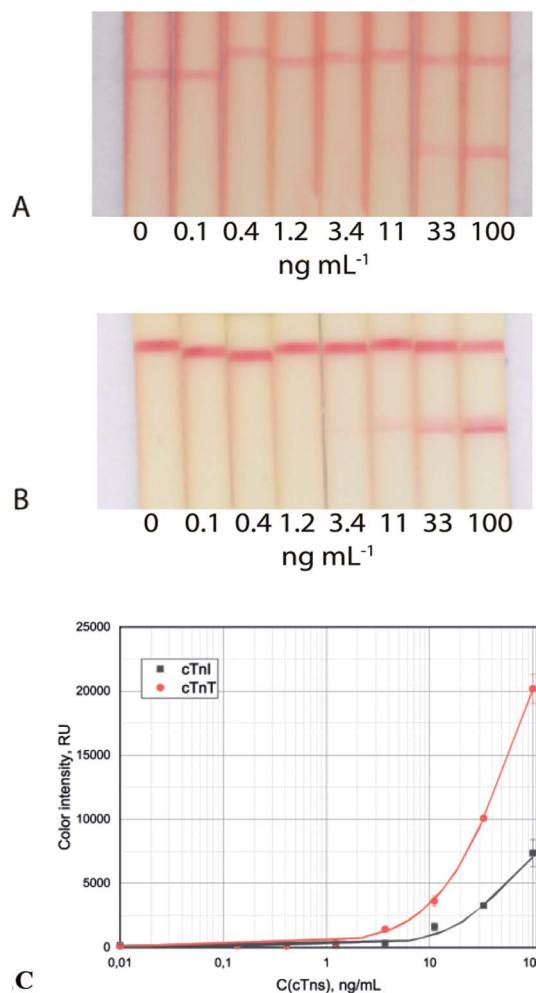 A
0 0.1 0.4 1.2 3.4 11 33 100
ng mL⁻¹
B
0 0.1 0.4 1.2 3.4 11 33 100
ng mL⁻¹
25000
20000
15000
10000
5000
0
Color intensity, RU
cTnI
cTnT
0,01 0,1 1 10
C(cTns), ng/mL
C